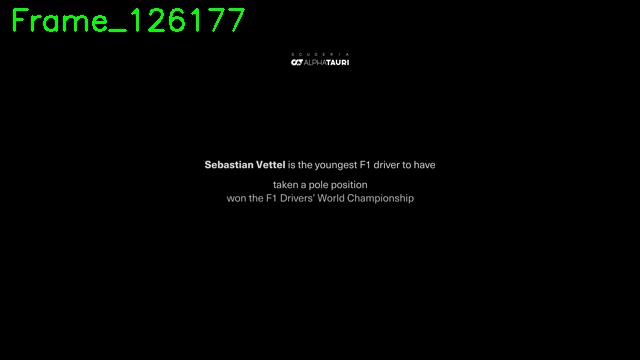 Frame_126177
SCUDERIA
ALPHATAURI
Sebastian Vettel is the youngest F1 driver to have
taken a pole position
won the F1 Drivers' World Championship